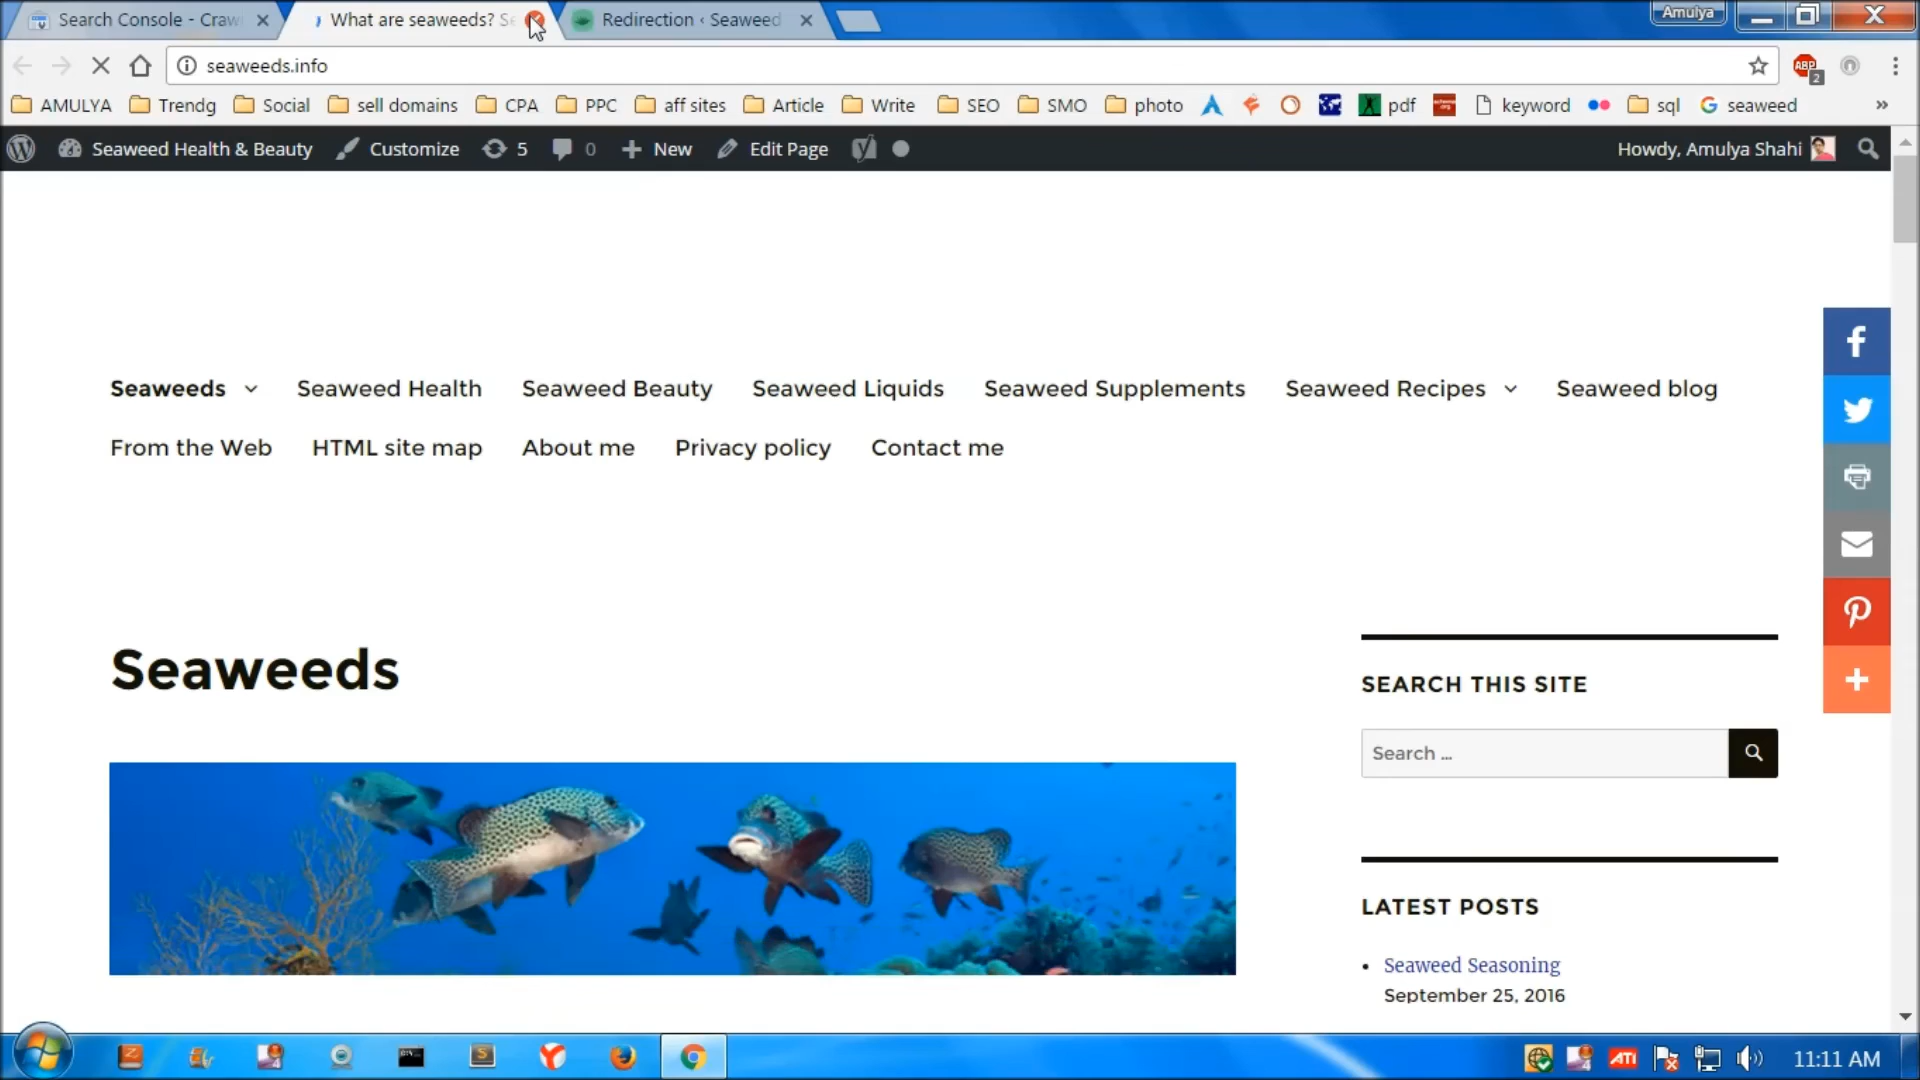 Search Console - Craw
What are seaweeds? Se
Redirection ‹ Seaweed
Amulya
seaweeds.info
ABP
2
AMULYA
Trendg
Social
sell domains
CPA
PPC
aff sites
Article
Write
SEO
SMO
photo
pdf
keyword
sql
seaweed
»
Seaweed Health & Beauty
Customize
5
0
New
Edit Page
Howdy, Amulya Shahi
Seaweeds
Seaweed Health
Seaweed Beauty
Seaweed Liquids
Seaweed Supplements
Seaweed Recipes
Seaweed blog
From the Web
HTML site map
About me
Privacy policy
Contact me
Seaweeds
SEARCH THIS SITE
Search ...
LATEST POSTS
Seaweed Seasoning
September 25, 2016
ATI
11:11 AM